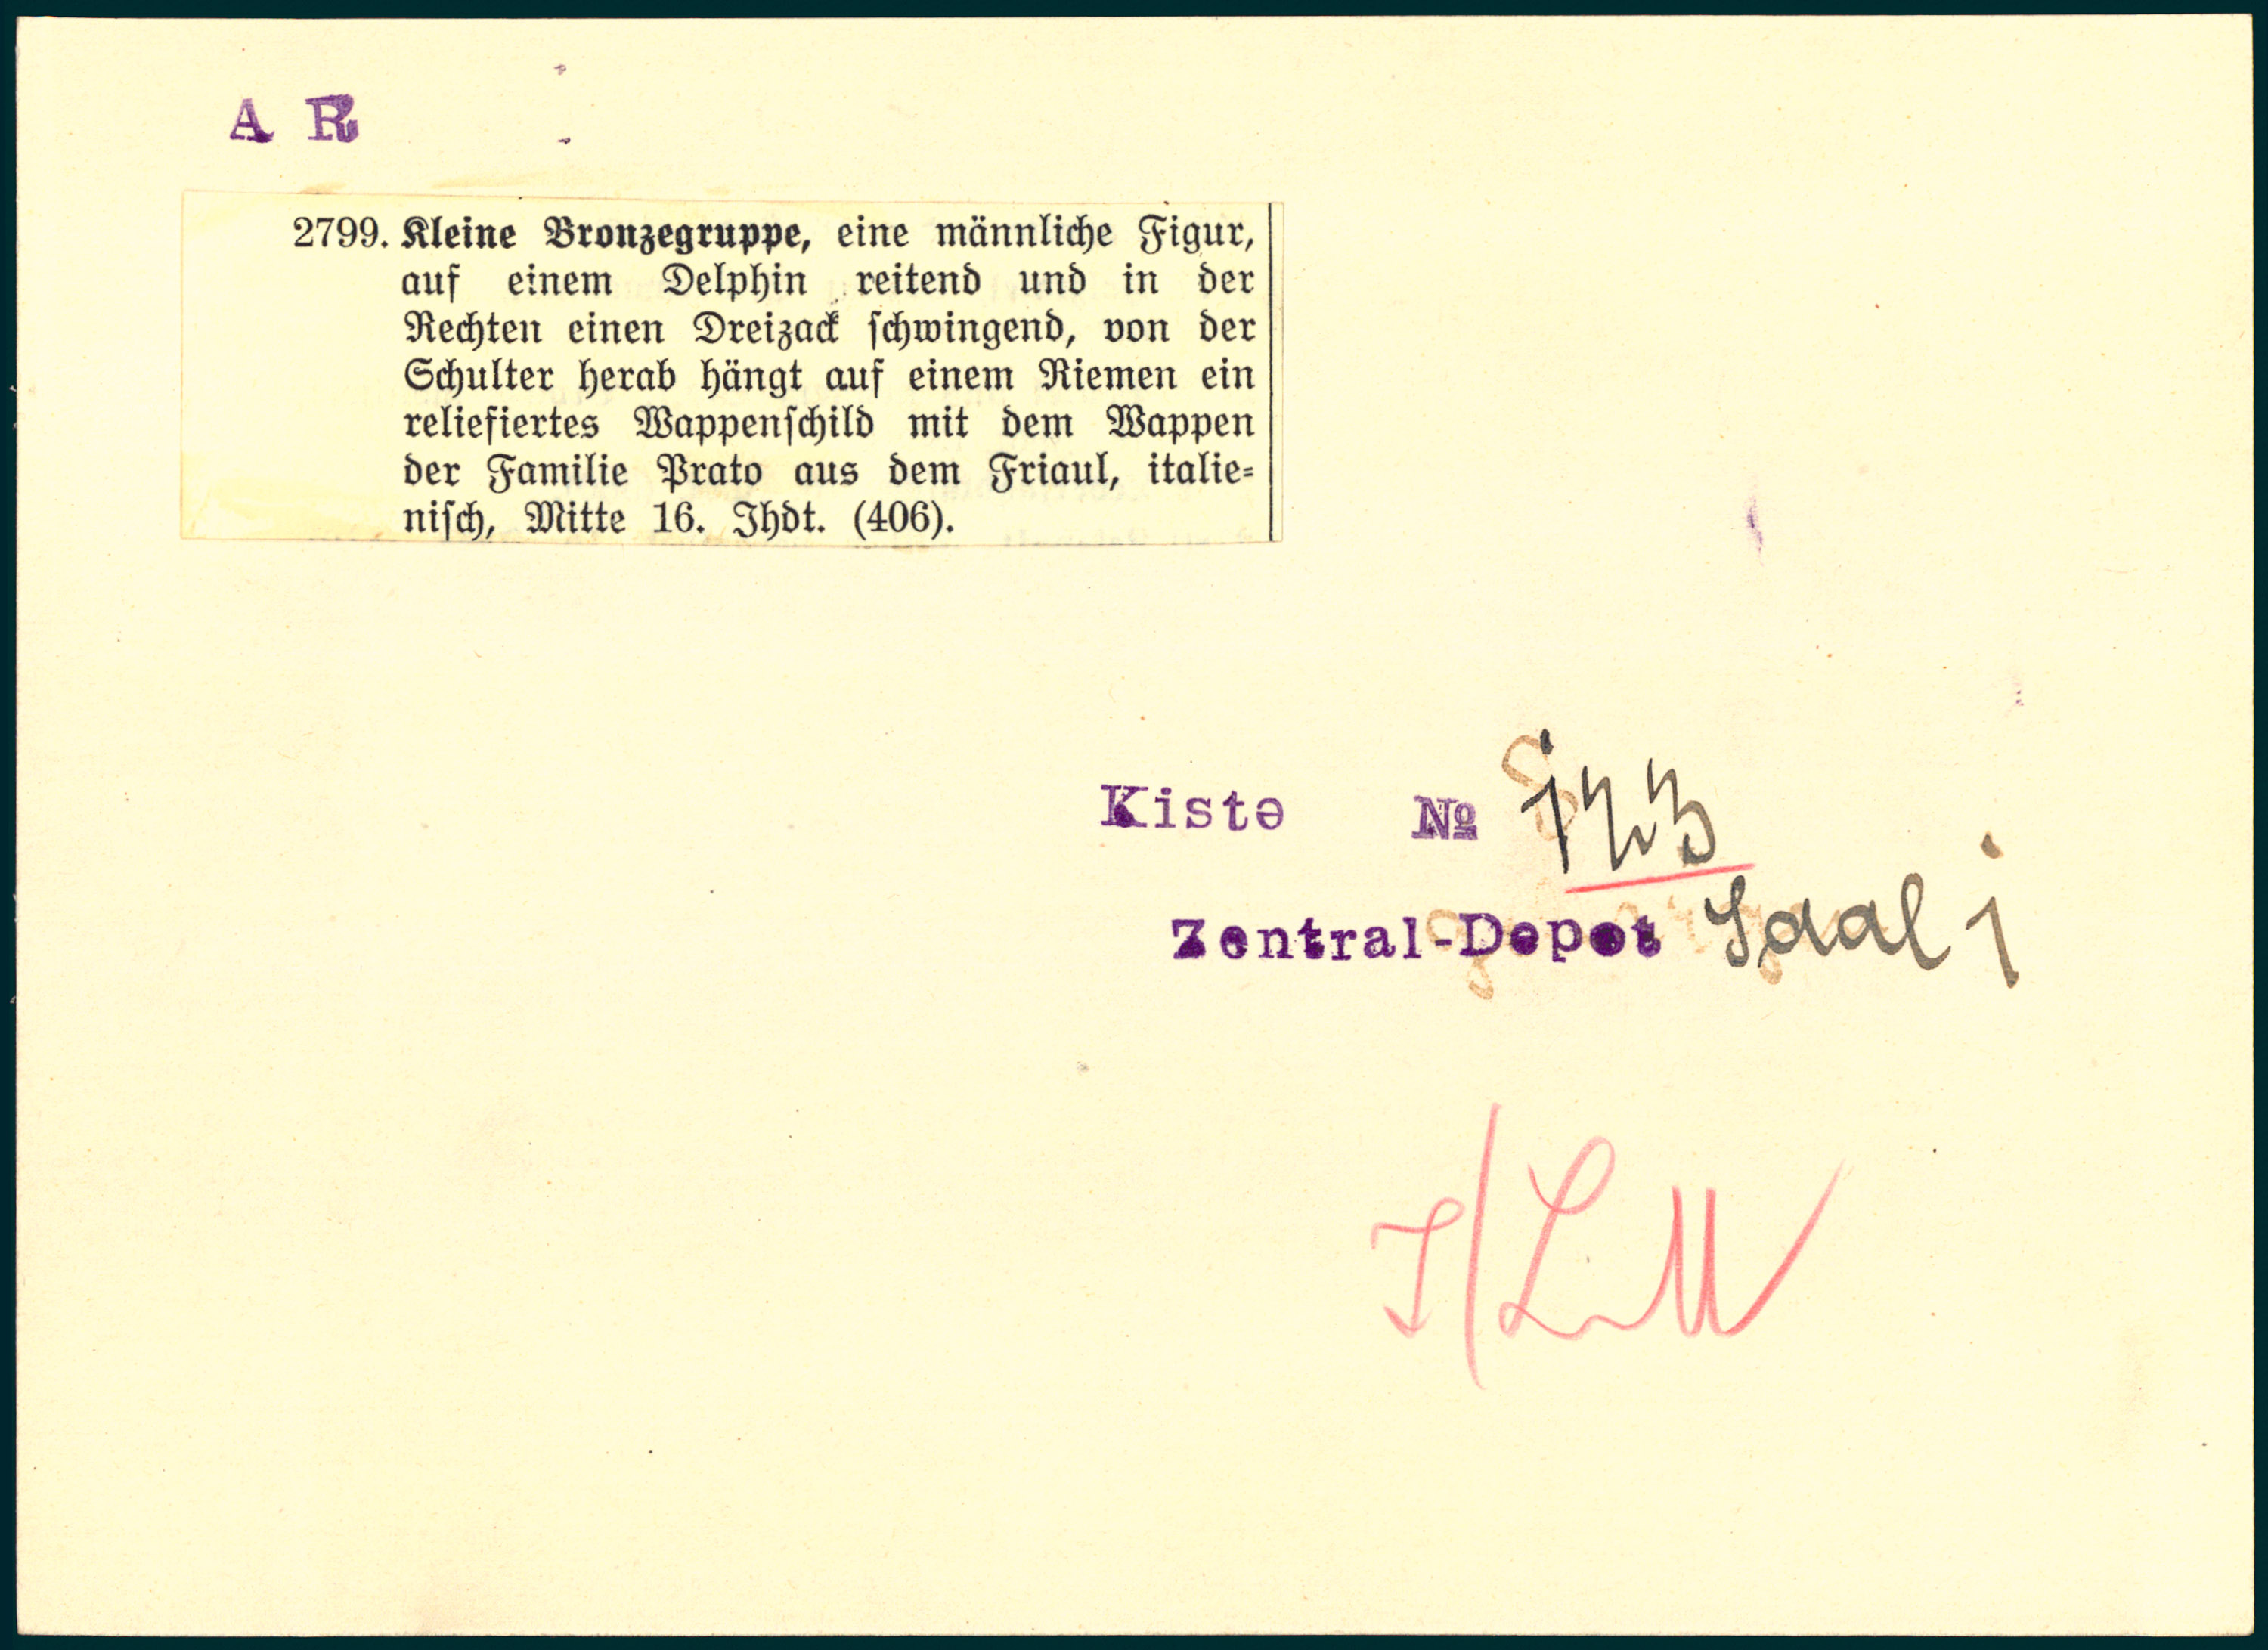 A R
2799. Kleine Bronzegruppe, eine männliche Figur,
auf einem Delphin reitend und in der
Rechten einen Dreizack schwingend, von der
Schulter herab hängt auf einem Riemen ein
reliefiertes Wappenschild mit dem Wappen
der Familie Prato aus dem Friaul, italie=
nisch, Mitte 16. Jhdt. (406).
Kiste № 123
Zentral-Depot Saal 1